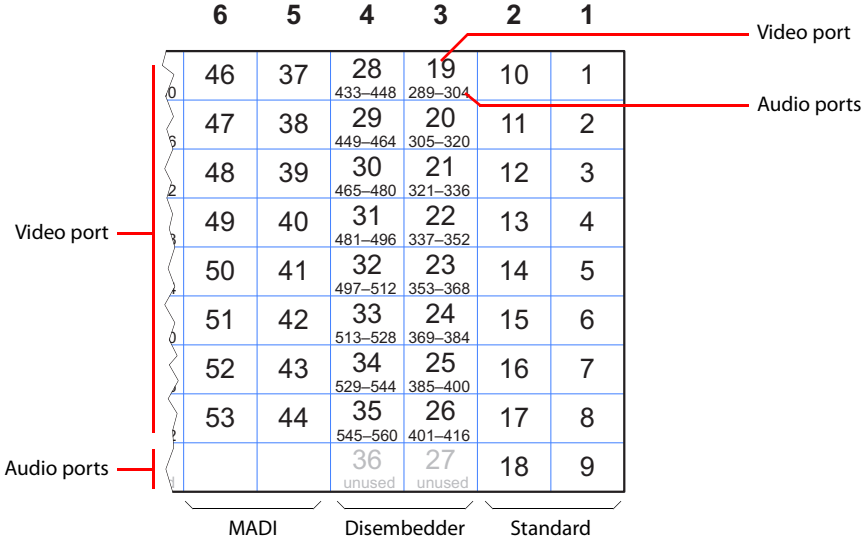 6 5 4 3 2 1
Video port
46 37 28 19 10 1
0 433–448 289–304
Audio ports
47 38 29 20 11 2
6 449–464 305–320
48 39 30 21 12 3
2 465–480 321–336
49 40 31 22 13 4
Video port
481–496 337–352
50 41 32 23 14 5
497–512 353–368
51 42 33 24 15 6
0 513–528 369–384
52 43 34 25 16 7
529–544 385–400
53 44 35 26 17 8
2 545–560 401–416
Audio ports
36 27 18 9
unused unused
MADI Disembedder Standard